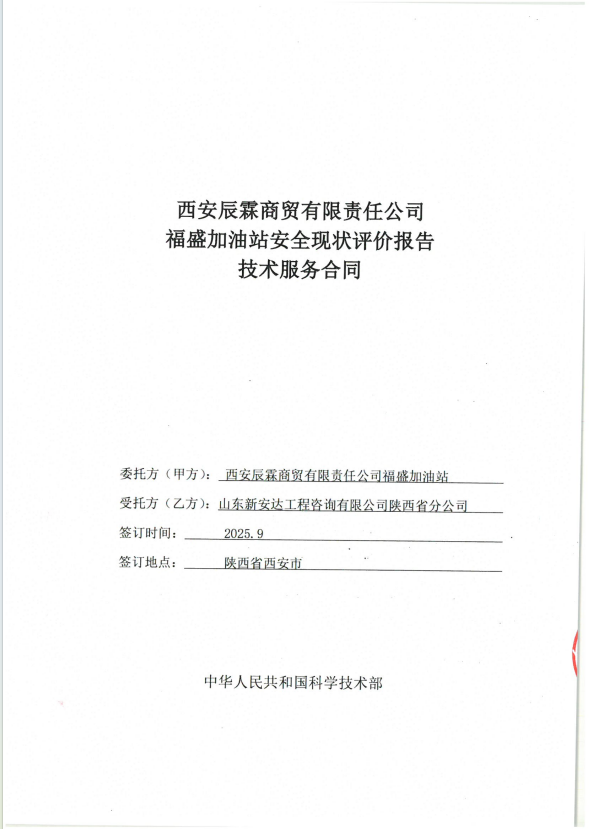 西安辰霖商贸有限责任公司
福盛加油站安全现状评价报告
技术服务合同
委托方（甲方）： 西安辰霖商贸有限责任公司福盛加油站
受托方（乙方）：山东新安达工程咨询有限公司陕西省分公司
签订时间： 2025.9
签订地点： 陕西省西安市
中华人民共和国科学技术部